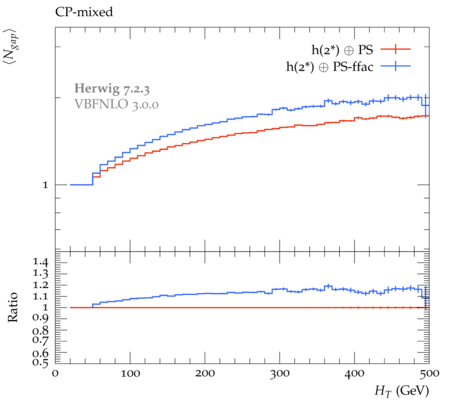 CP-mixed
⟨N_gap⟩
h(2*) ⊕ PS
h(2*) ⊕ PS-ffac
Herwig 7.2.3
VBFNLO 3.0.0
1
Ratio
1.4
1.3
1.2
1.1
1
0.9
0.8
0.7
0.6
0.5
0 100 200 300 400 500
H_T (GeV)